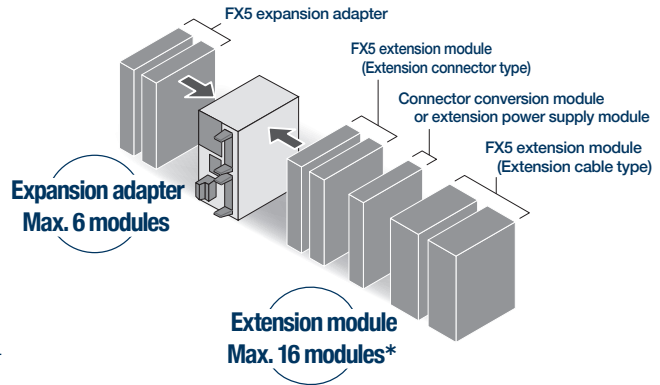 FX5 expansion adapter
FX5 extension module
(Extension connector type)
Connector conversion module
or extension power supply module
FX5 extension module
(Extension cable type)
Expansion adapter
Max. 6 modules
Extension module
Max. 16 modules*